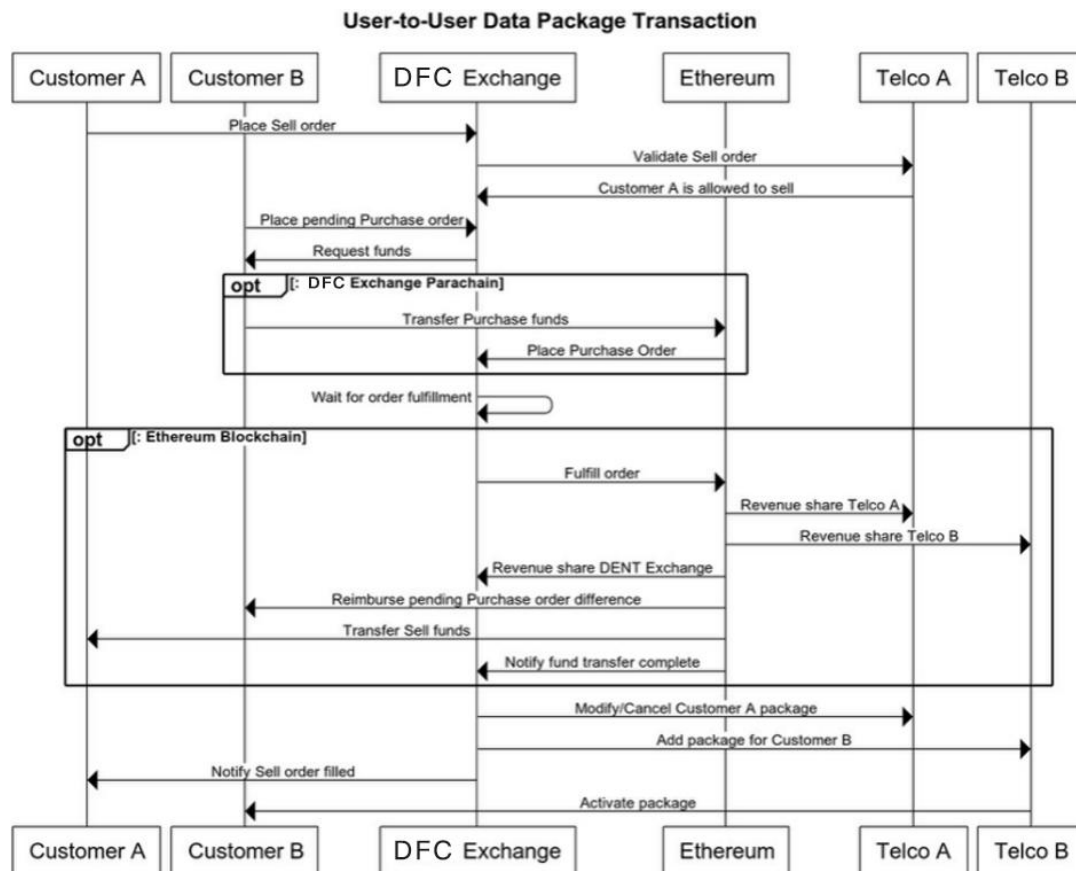 User-to-User Data Package Transaction
Customer A Customer B DFC Exchange Ethereum Telco A Telco B
Place Sell order
Validate Sell order
Customer A is allowed to sell
Place pending Purchase order
Request funds
opt [: DFC Exchange Parachain]
Transfer Purchase funds
Place Purchase Order
Wait for order fulfillment
opt [: Ethereum Blockchain]
Fulfill order
Revenue share Telco A
Revenue share Telco B
Revenue share DENT Exchange
Reimburse pending Purchase order difference
Transfer Sell funds
Notify fund transfer complete
Modify/Cancel Customer A package
Add package for Customer B
Notify Sell order filled
Activate package
Customer A Customer B DFC Exchange Ethereum Telco A Telco B